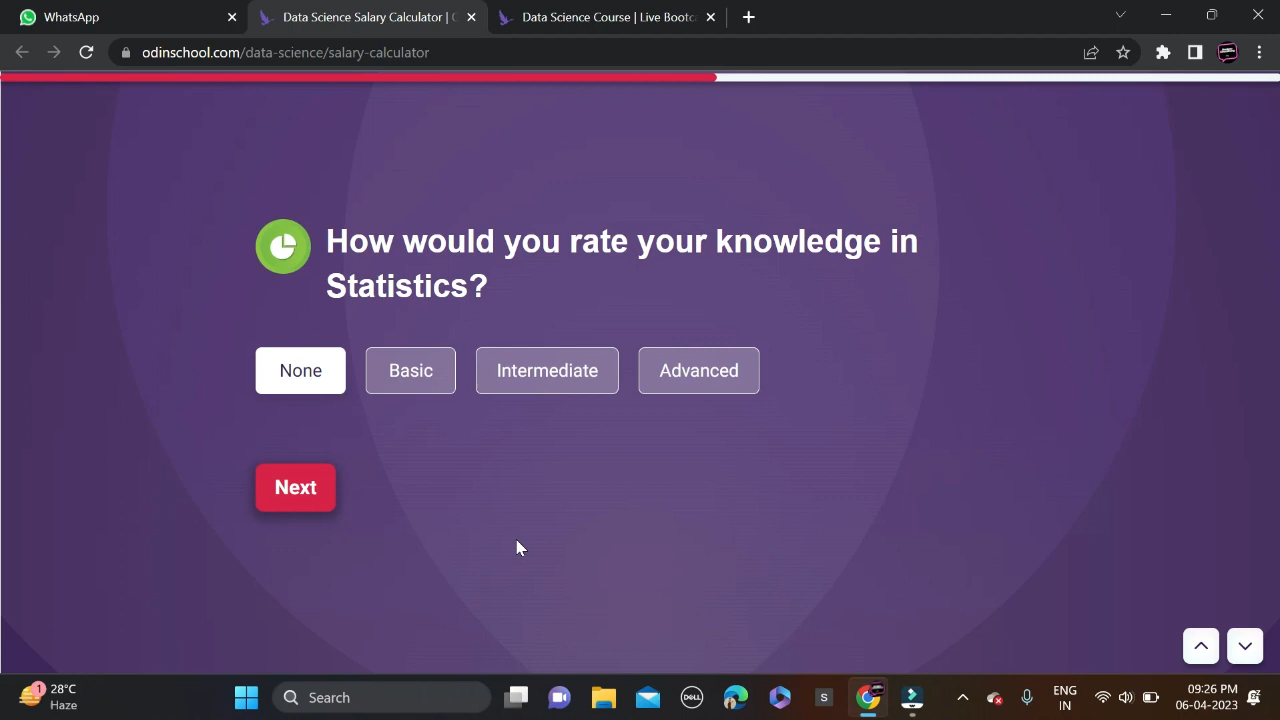 WhatsApp
Data Science Salary Calculator |
Data Science Course | Live Bootc
odinschool.com/data-science/salary-calculator
How would you rate your knowledge in
Statistics?
None
Basic
Intermediate
Advanced
Next
1
28°C
Haze
Search
DELL
S
ENG
IN
09:26 PM
06-04-2023